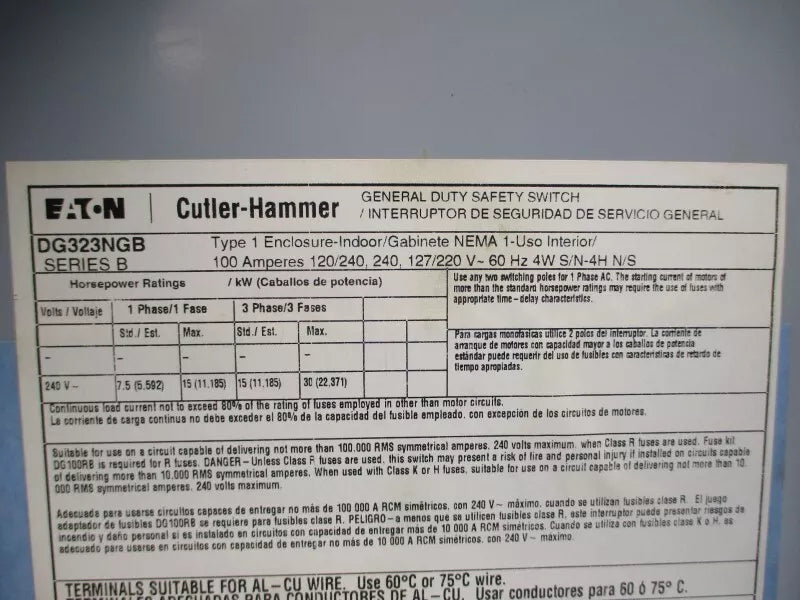 EATON | Cutler-Hammer GENERAL DUTY SAFETY SWITCH
/ INTERRUPTOR DE SEGURIDAD DE SERVICIO GENERAL
DG323NGB Type 1 Enclosure-Indoor/Gabinete NEMA 1-Uso Interior/
SERIES B 100 Amperes 120/240, 240, 127/220 V~ 60 Hz 4W S/N-4H N/S
Horsepower Ratings / kW (Caballos de potencia)
Volts / Voltaje 1 Phase/1 Fase 3 Phase/3 Fases
Std. / Est. Max. Std. / Est. Max.
– – – – –
240 V~ 7.5 (5.592) 15 (11.185) 15 (11.185) 30 (22,371)
Use any two switching poles for 1 Phase AC. The starting current of motors of
more than the standard horsepower ratings may require the use of fuses with
appropriate time-delay characteristics.
Para cargas monofasicas utilice 2 polos del interruptor. La corriente de
arranque de motores con capacidad mayor a los caballos de potencia
estándar puede requerir del uso de fusibles con características de retardo de
tiempo apropiadas.
Continuous load current not to exceed 80% of the rating of fuses employed in other than motor circuits.
La corriente de carga continua no debe exceder el 80% de la capacidad del fusible empleado, con excepción de los circuitos de motores.
Suitable for use on a circuit capable of delivering not more than 100.000 RMS symmetrical amperes, 240 volts maximum, when Class R fuses are used. Fuse kit
DG100RB is required for R fuses. DANGER-Unless Class R fuses are used, this switch may present a risk of fire and personal injury if installed on circuits capable
of delivering more than 10.000 RMS symmetrical amperes. When used with Class K or H fuses, suitable for use on a circuit capable of delivering not more than 10.
000 RMS symmetrical amperes. 240 volts maximum.
Adecuado para usarse circuitos capaces de entregar no más de 100 000 A RCM simétricos, con 240 V~ máximo, cuando se utilizan fusibles clase R. El juego
adaptador de fusibles DG100RB se requiere para fusibles clase R. PELIGRO-a menos que se utilicen fusibles clase R, este interruptor puede presentar riesgos de
incendio y daño personal si es instalado en circuitos con capacidad de entregar más de 10 000 A RCM simétricos. Cuando se utiliza con fusibles clase K o H, es
adecuado para usarse en circuitos con capacidad de entregar no más de 10 000 A RCM simétricos, con 240 V~ máximo.
TERMINALS SUITABLE FOR AL-CU WIRE. Use 60°C or 75°C wire.
TERMINALES ADECUADAS PARA CONDUCTORES DE AL-CU. Usar conductores para 60 ó 75° C.